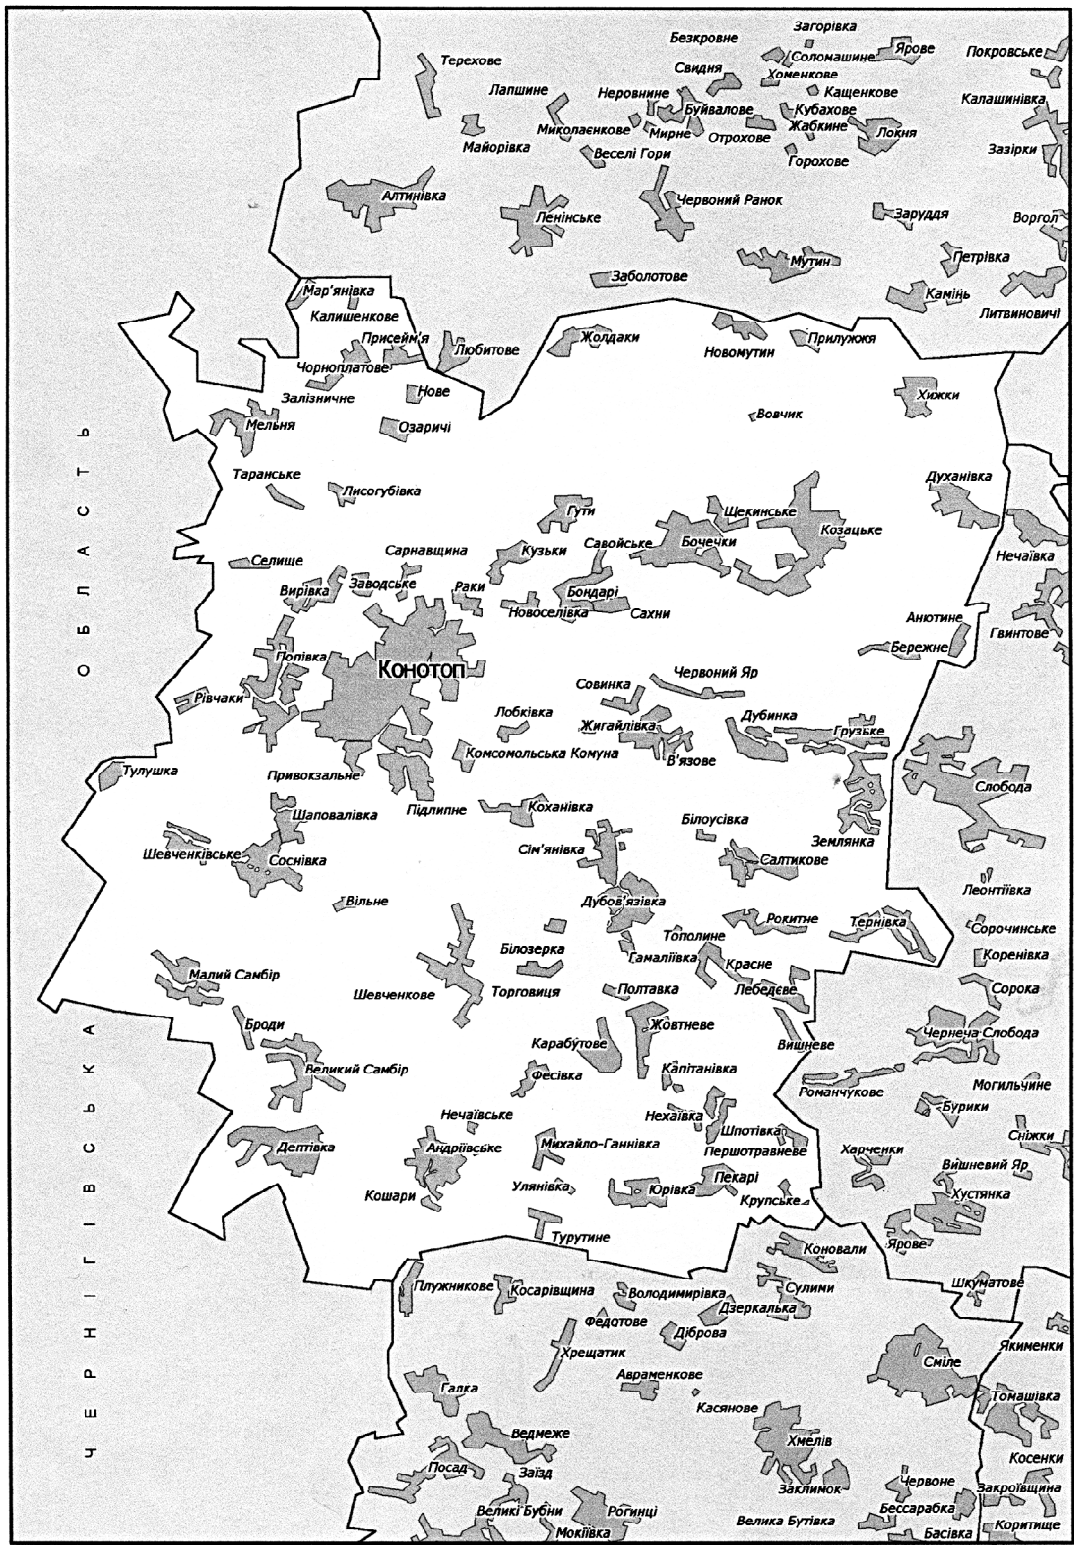 Загорівка
Безкровне
Соломашине
Ярове
Покровське
Терехове
Свидня
Хоменкове
Лапшине
Неровнине
Кащенкове
Калашинівка
Буйвалове
Кубахове
Миколаєнкове
Мирне
Отрохове
Жабкине
Локня
Майорівка
Веселі Гори
Горохове
Зазірки
Алтинівка
Ленінське
Червоний Ранок
Заруддя
Воргол
Заболотове
Мутин
Петрівка
Мар'янівка
Камінь
Калишенкове
Литвиновичі
Присейм'я
Любитове
Жолдаки
Новомутин
Прилужжя
Чорноплатове
Залізничне
Нове
Хижки
Мельня
Озаричі
Вовчик
Таранське
Лисогубівка
Духанівка
Гути
Щекинське
Козацьке
Селище
Сарнавщина
Кузьки
Савойське
Бочечки
Нечаївка
Вирівка
Заводське
Раки
Бондарі
Новоселівка
Сахни
Анютине
Гвинтове
Попівка
Конотоп
Бережне
Рівчаки
Совинка
Червоний Яр
Лобківка
Жигайлівка
Дубинка
Грузьке
Комсомольська Комуна
В'язове
Тулушка
Привокзальне
Слобода
Шаповалівка
Підлипне
Коханівка
Білоусівка
Шевченківське
Соснівка
Сім'янівка
Салтикове
Землянка
Вільне
Дубов'язівка
Рокитне
Тернівка
Леонтіївка
Сорочинське
Тополине
Білозерка
Гамаліївка
Красне
Коренівка
Малий Самбір
Шевченкове
Торговиця
Полтавка
Лебедєве
Сорока
Броди
Жовтневе
Вишневе
Чернеча Слобода
Карабутове
Великий Самбір
Фесівка
Капітанівка
Романчукове
Могильчине
Нечаївське
Нехаївка
Бурики
Дептівка
Андріївське
Михайло-Ганнівка
Шпотівка
Сніжки
Першотравневе
Харченки
Вишневий Яр
Кошари
Улянівка
Юрівка
Пекарі
Крупське
Хустянка
Турутине
Коновали
Ярове
Плужникове
Косарівщина
Володимирівка
Сулими
Шкуматове
Дзеркалька
Федотове
Діброва
Хрещатик
Якименки
Авраменкове
Сміле
Галка
Касянове
Томашівка
Ведмеже
Хмелів
Посад
Заїзд
Косенки
Заклимок
Червоне
Закроївщина
Великі Бубни
Рогинці
Бессарабка
Мокіївка
Велика Бутівка
Басівка
Коритище
ЧЕРНІГІВСЬКА ОБЛАСТЬ